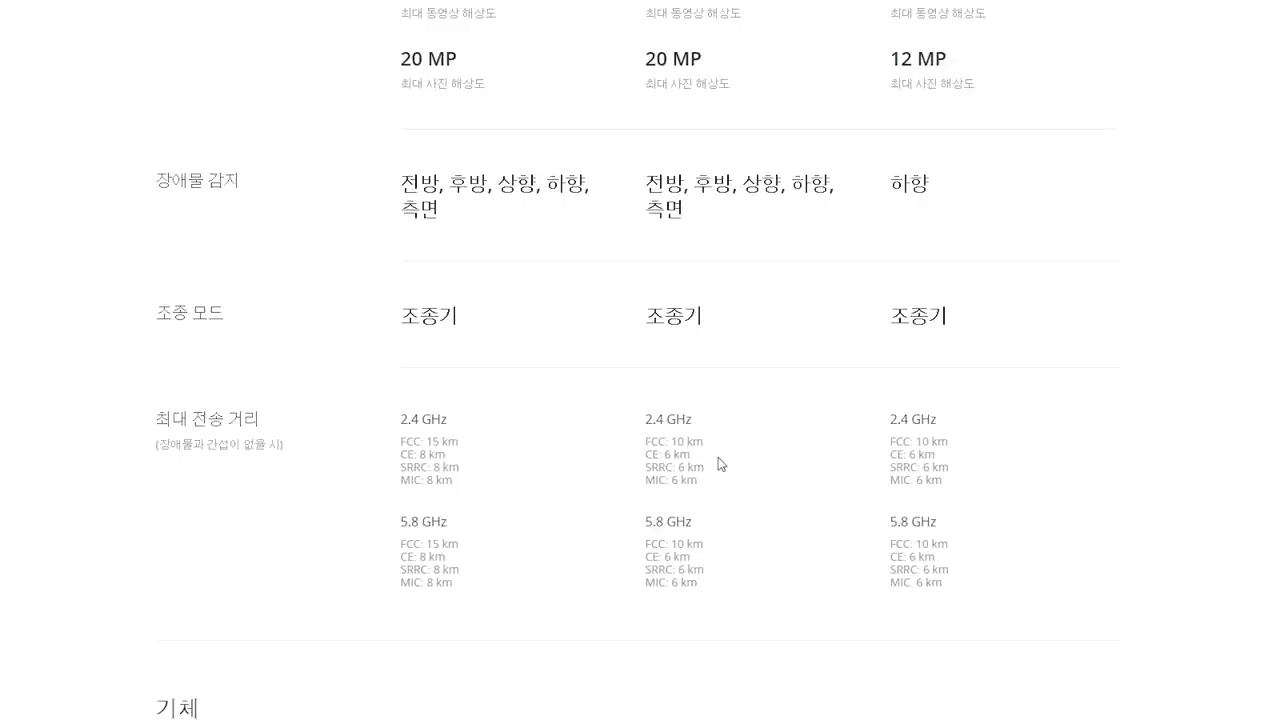 최대 동영상 해상도 최대 동영상 해상도 최대 동영상 해상도
20 MP 20 MP 12 MP
최대 사진 해상도 최대 사진 해상도 최대 사진 해상도
장애물 감지
전방, 후방, 상향, 하향,
측면
전방, 후방, 상향, 하향,
측면
하향
조종 모드
조종기 조종기 조종기
최대 전송 거리
(장애물과 간섭이 없을 시)
2.4 GHz
FCC: 15 km
CE: 8 km
SRRC: 8 km
MIC: 8 km
5.8 GHz
FCC: 15 km
CE: 8 km
SRRC: 8 km
MIC: 8 km
2.4 GHz
FCC: 10 km
CE: 6 km
SRRC: 6 km
MIC: 6 km
5.8 GHz
FCC: 10 km
CE: 6 km
SRRC: 6 km
MIC: 6 km
2.4 GHz
FCC: 10 km
CE: 6 km
SRRC: 6 km
MIC. 6 km
5.8 GHz
FCC: 10 km
CE: 6 km
SRRC: 6 km
MIC. 6 km
기체